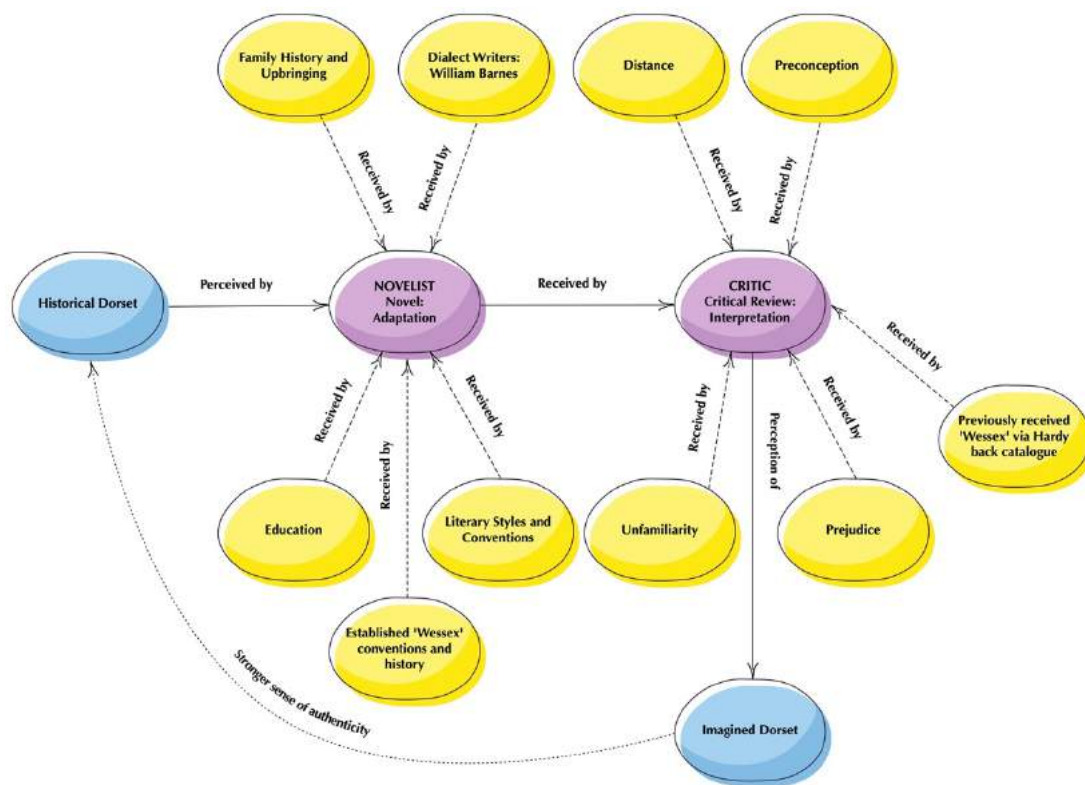 Family History and
Upbringing
Dialect Writers:
William Barnes
Distance
Preconception
Received by
Received by
Received by
Received by
Historical Dorset
Perceived by
NOVELIST
Novel:
Adaptation
Received by
CRITIC
Critical Review:
Interpretation
Received by
Previously received
'Wessex' via Hardy
back catalogue
Received by
Received by
Received by
Received by
Perception of
Received by
Education
Literary Styles and
Conventions
Unfamiliarity
Prejudice
Established 'Wessex'
conventions and
history
Stronger sense of authenticity
Imagined Dorset